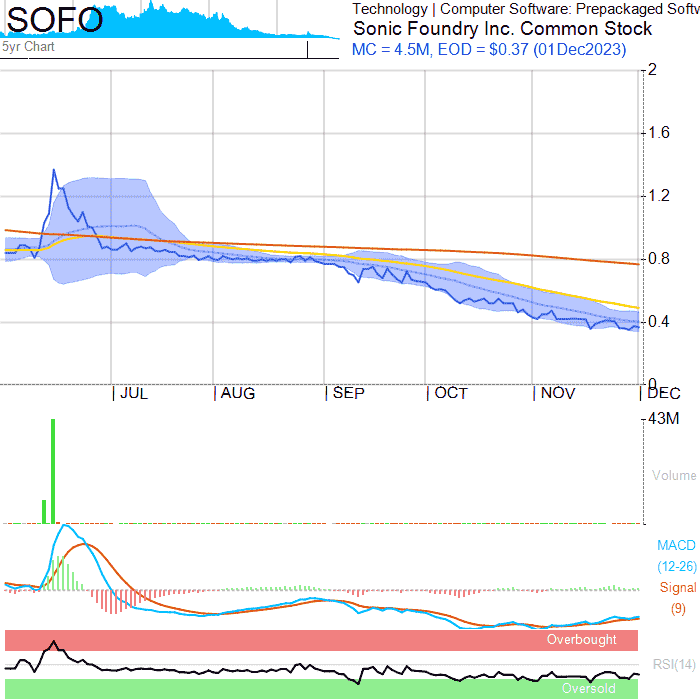 SOFO
Technology | Computer Software: Prepackaged Softw
Sonic Foundry Inc. Common Stock
5yr Chart
MC = 4.5M, EOD = $0.37 (01Dec2023)
2
1.6
1.2
0.8
0.4
0
JUL
AUG
SEP
OCT
NOV
DEC
43M
Volume
MACD
(12-26)
Signal
(9)
Overbought
RSI(14)
Oversold